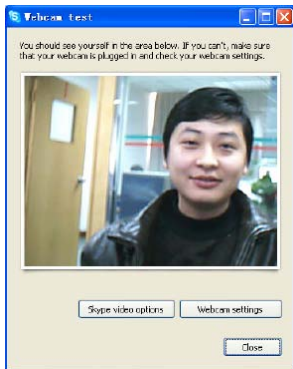 Webcam test
You should see yourself in the area below. If you can't, make sure
that your webcam is plugged in and check your webcam settings.
Skype video options
Webcam settings
Close